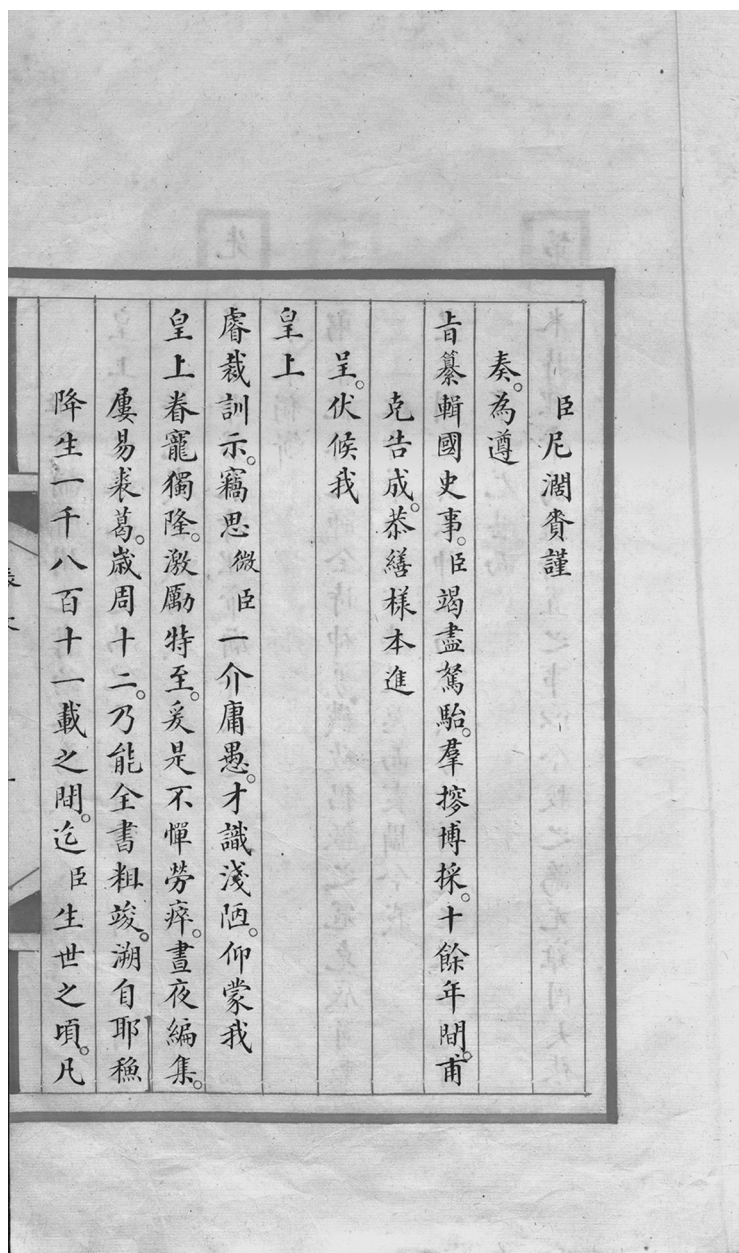 臣尼濶賚謹
奏。為遵
旨纂輯國史事。臣竭盡駑駘。羣搜博採。十餘年間。甫
克告成。恭繕樣本進
呈。伏候我
皇上
睿裁訓示。竊思微臣一介庸愚。才識淺陋。仰蒙我
皇上眷寵獨隆。激勵特至。爰是不憚勞瘁。晝夜編集。
屢易裘葛。嵗周十二。乃能全書粗竣。溯自耶穌
降生一千八百十一載之間。迄臣生世之頃。凡